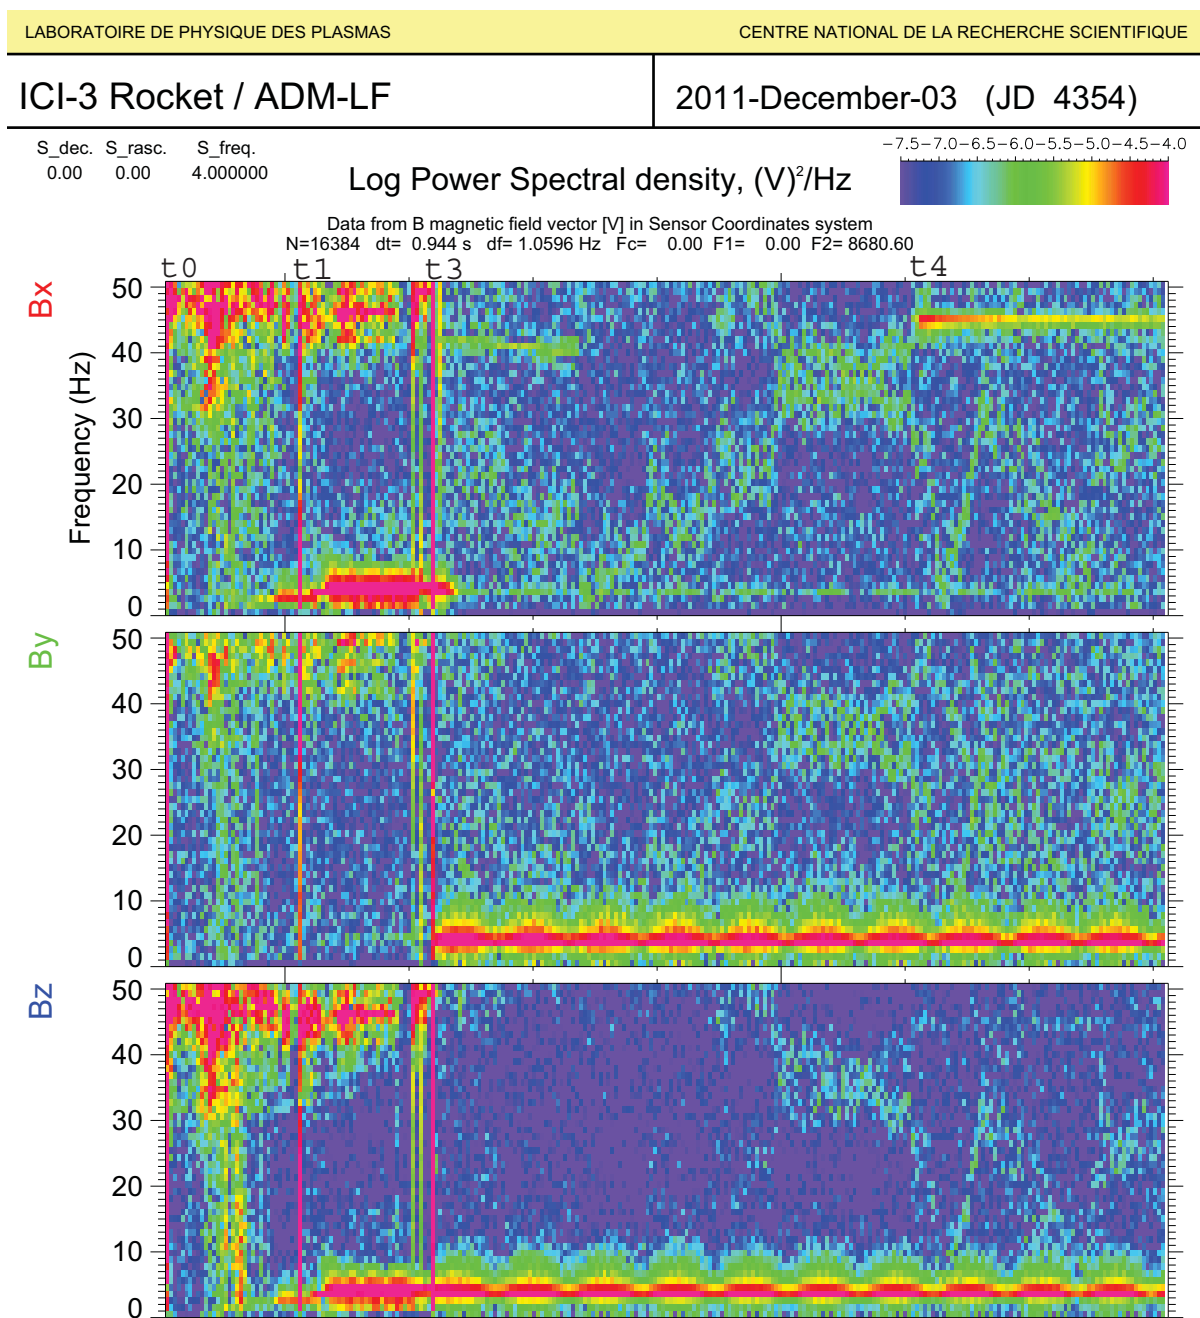 LABORATOIRE DE PHYSIQUE DES PLASMAS CENTRE NATIONAL DE LA RECHERCHE SCIENTIFIQUE
ICI-3 Rocket / ADM-LF 2011-December-03 (JD 4354)
S_dec. S_rasc. S_freq.
0.00 0.00 4.000000
-7.5-7.0-6.5-6.0-5.5-5.0-4.5-4.0
Log Power Spectral density, (V)²/Hz
Data from B magnetic field vector [V] in Sensor Coordinates system
N=16384 dt= 0.944 s df= 1.0596 Hz Fc= 0.00 F1= 0.00 F2= 8680.60
t0 t1 t3 t4
Bx
Frequency (Hz)
50
40
30
20
10
0
By
50
40
30
20
10
0
Bz
50
40
30
20
10
0